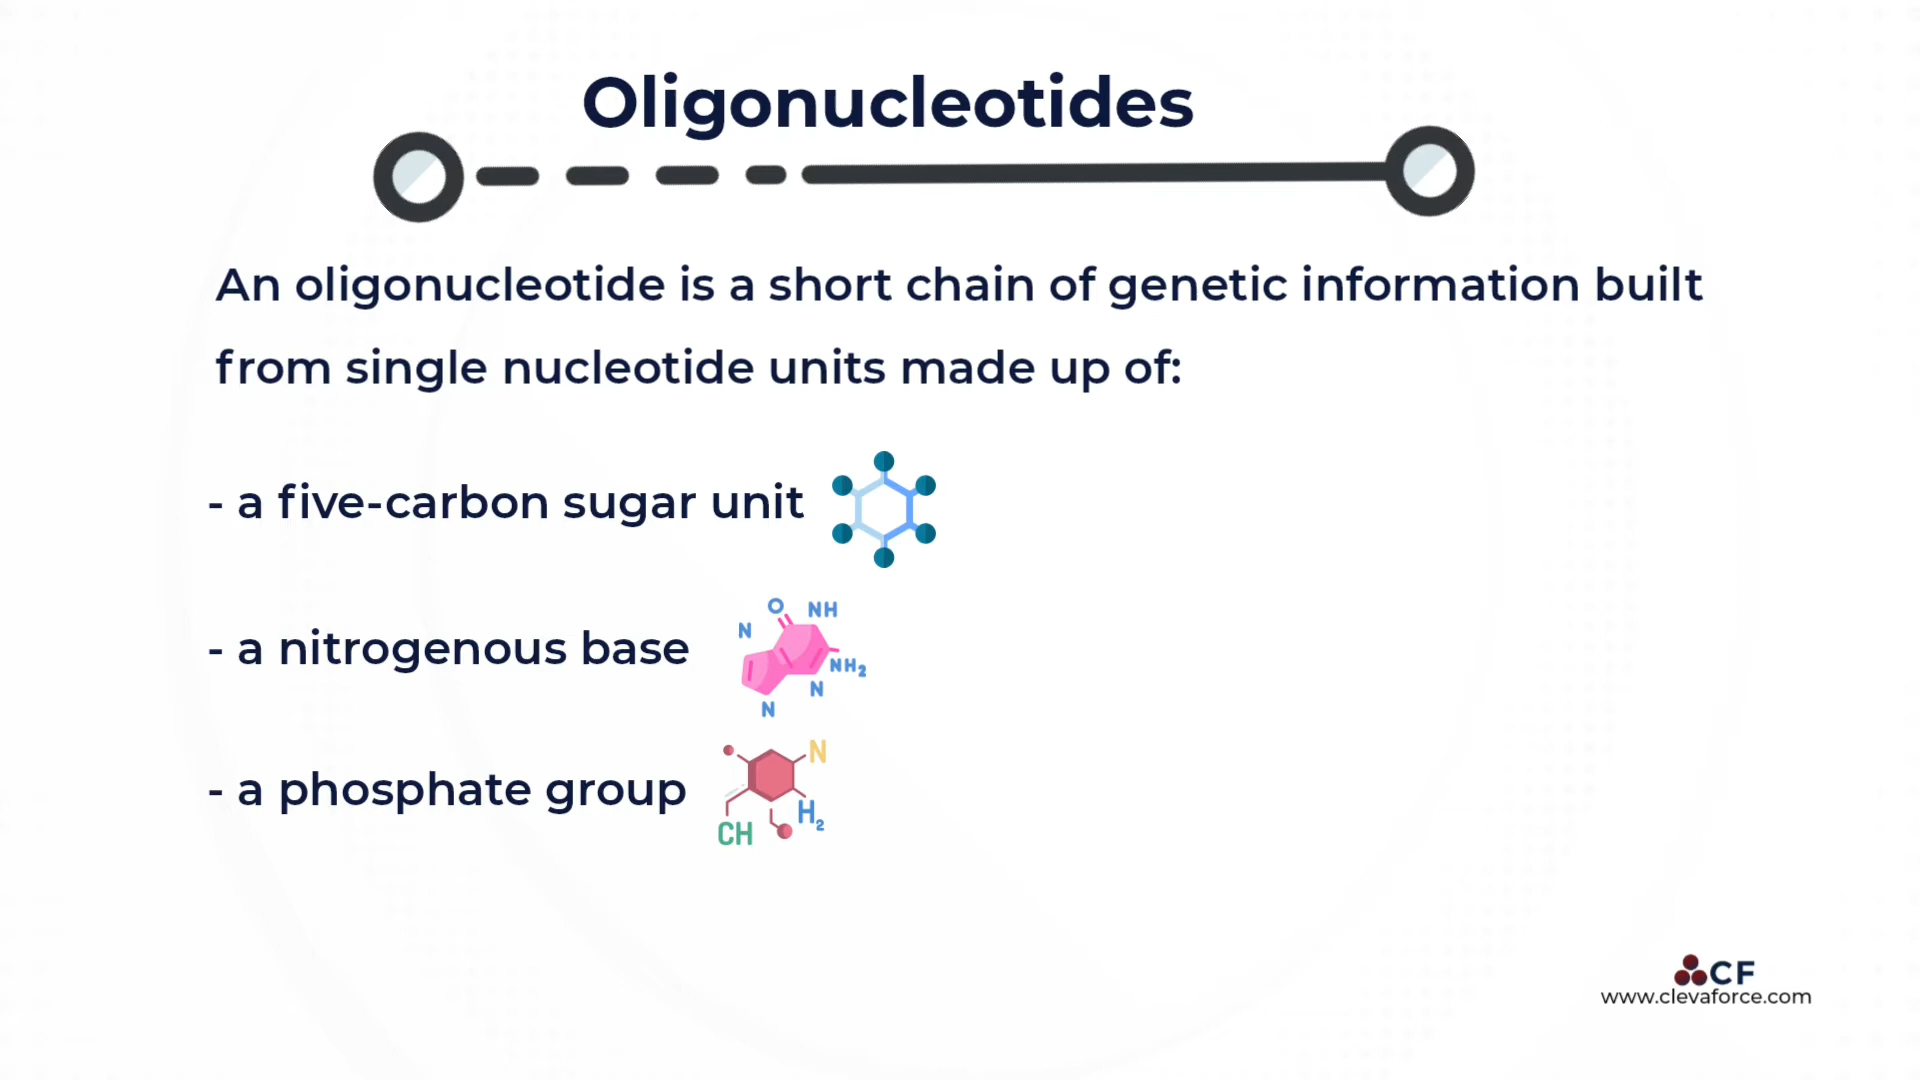 Oligonucleotides
An oligonucleotide is a short chain of genetic information built
from single nucleotide units made up of:
- a five-carbon sugar unit
- a nitrogenous base
O NH
N
NH2
N
N
- a phosphate group
N
H2
CH
CF
www.clevaforce.com